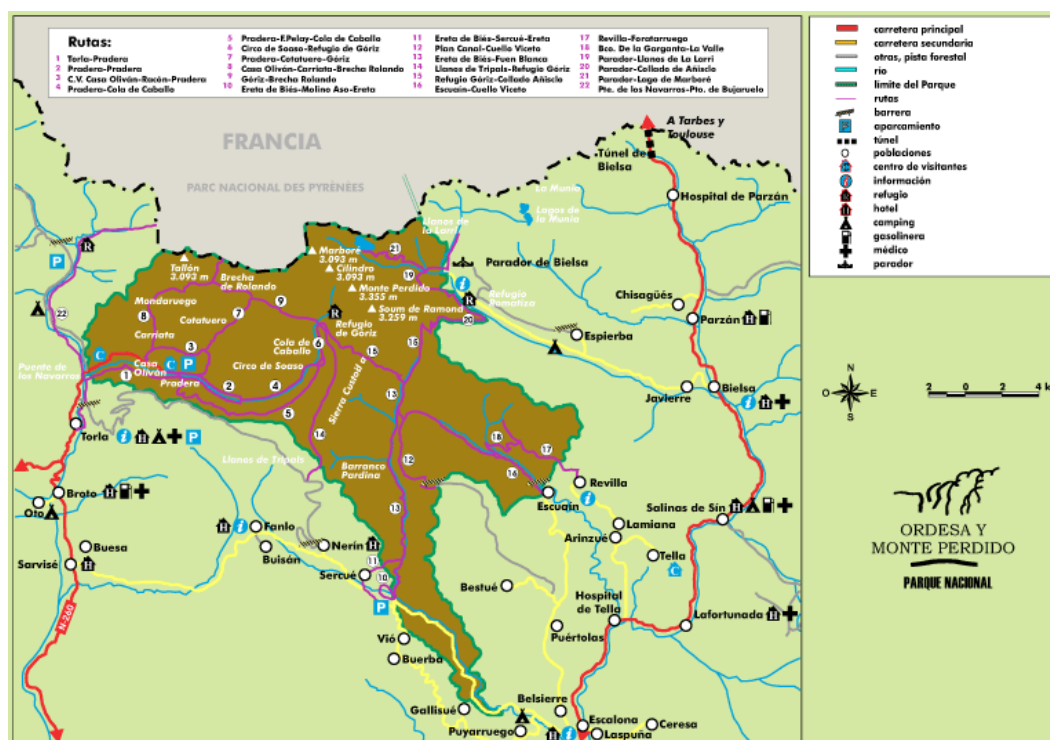 Rutas:
1 Torla-Pradera
2 Pradera-Pradera
3 C.V. Casa Oliván-Racón-Pradera
4 Pradera-Cola de Caballo
5 Pradera-F.Pelay-Cola de Caballo
6 Circo de Soaso-Refugio de Góriz
7 Pradera-Cotatuero-Góriz
8 Casa Oliván-Carriata-Brecha Rolando
9 Góriz-Brecha Rolando
10 Ereta de Biés-Molino Aso-Ereta
11 Ereta de Biés-Sercué-Ereta
12 Plan Canal-Cuello Viceto
13 Ereta de Biés-Fuen Blanca
14 Llanos de Tripals-Refugio Góriz
15 Refugio Góriz-Collado Añisclo
16 Escuain-Cuello Viceto
17 Revilla-Foratarruego
18 Bco. De la Garganta-La Valle
19 Parador-Llanos de La Larri
20 Parador-Collado de Añisclo
21 Parador-Lago de Marboré
22 Pte. de los Navarros-Pto. de Bujaruelo
carretera principal
carretera secundaria
otras, pista forestal
río
límite del Parque
rutas
barrera
aparcamiento
túnel
poblaciones
centro de visitantes
información
refugio
hotel
camping
gasolinera
médico
parador
FRANCIA
PARC NATIONAL DES PYRÈNÉES
A Tarbes y
Toulouse
Túnel de
Bielsa
Hospital de Parzán
La Munia
Lagos de
la Munia
Llanos de
la Larri
Parador de Bielsa
Tallón
3.093 m
Brecha
de Rolando
Marboré
3.093 m
Cilindro
3.093 m
Monte Perdido
3.355 m
Soum de Ramond
3.259 m
Refugio
de Góriz
Chisagüés
Parzán
Espierba
Mondaruego
Cotatuero
Carriata
Cola de
Caballo
Circo de Soaso
Puente de
los Navarros
Casa
Oliván
Pradera
Javierre
Bielsa
Torla
Llanos de Tripals
Barranco
Pardina
Revilla
Escuain
Broto
Oto
Lamiana
Salinas de Sín
Arinzué
Fanlo
Buesa
Buisán
Nerín
Tella
Sarvisé
Sercué
Bestué
Hospital
de Tella
Lafortunada
N-260
Vió
Puértolas
Buerba
Gallisué
Belsierre
Puyarruego
Escalona
Ceresa
Laspuña
N
O
E
S
2 0 2 4 k
ORDESA Y
MONTE PERDIDO
PARQUE NACIONAL